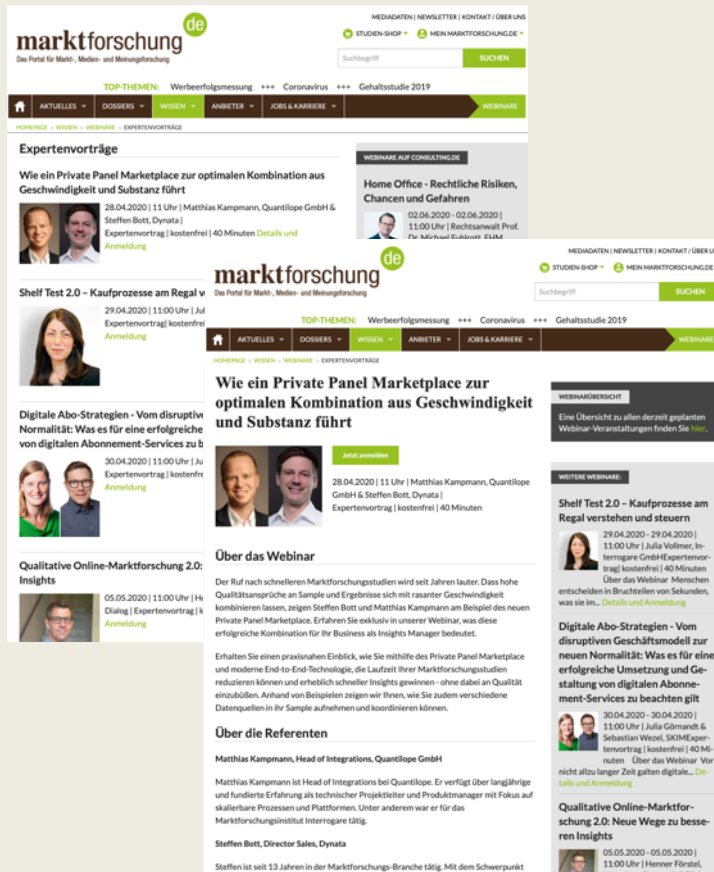 MEDIADATEN | NEWSLETTER | KONTAKT / ÜBER UNS
STUDIEN-SHOP
MEIN MARKTFORSCHUNG.DE
marktforschung
de
Das Portal für Markt-, Medien- und Meinungsforschung
Suchbegriff
SUCHEN
TOP-THEMEN: Werbeerfolgsmessung +++ Coronavirus +++ Gehaltsstudie 2019
AKTUELLES DOSSIERS WISSEN ANBIETER JOBS & KARRIERE WEBINARE
HOMEPAGE » WISSEN » WEBINARE » EXPERTENVORTRÄGE
Expertenvorträge
Wie ein Private Panel Marketplace zur optimalen Kombination aus
Geschwindigkeit und Substanz führt
28.04.2020 | 11 Uhr | Matthias Kampmann, Quantilope GmbH &
Steffen Bott, Dynata |
Expertenvortrag | kostenfrei | 40 Minuten Details und
Anmeldung
Shelf Test 2.0 – Kaufprozesse am Regal
29.04.2020 | 11:00 Uhr | Jul
Expertenvortrag| kostenfrei
Anmeldung
Digitale Abo-Strategien - Vom disruptive
Normalität: Was es für eine erfolgreiche
von digitalen Abonnement-Services zu b
30.04.2020 | 11:00 Uhr | Ju
Expertenvortrag | kostenfre
Anmeldung
Qualitative Online-Marktforschung 2.0:
Insights
05.05.2020 | 11:00 Uhr | He
Dialog | Expertenvortrag | k
Anmeldung
WEBINARE AUF CONSULTING.DE
Home Office - Rechtliche Risiken,
Chancen und Gefahren
02.06.2020 - 02.06.2020 |
11:00 Uhr | Rechtsanwalt Prof.
Dr. Michael Fuhlrott, FHM
MEDIADATEN | NEWSLETTER | KONTAKT / ÜBER U
STUDIEN-SHOP
MEIN MARKTFORSCHUNG.DE
marktforschung
de
Das Portal für Markt-, Medien- und Meinungsforschung
Suchbegriff
SUCHEN
TOP-THEMEN: Werbeerfolgsmessung +++ Coronavirus +++ Gehaltsstudie 2019
AKTUELLES DOSSIERS WISSEN ANBIETER JOBS & KARRIERE WEBINARE
HOMEPAGE » WISSEN » WEBINARE » EXPERTENVORTRÄGE
Wie ein Private Panel Marketplace zur
optimalen Kombination aus Geschwindigkeit
und Substanz führt
Jetzt anmelden
28.04.2020 | 11 Uhr | Matthias Kampmann, Quantilope
GmbH & Steffen Bott, Dynata |
Expertenvortrag | kostenfrei | 40 Minuten
Über das Webinar
Der Ruf nach schnelleren Marktforschungsstudien wird seit Jahren lauter. Dass hohe
Qualitätsansprüche an Sample und Ergebnisse sich mit rasanter Geschwindigkeit
kombinieren lassen, zeigen Steffen Bott und Matthias Kampmann am Beispiel des neuen
Private Panel Marketplace. Erfahren Sie exklusiv in unserer Webinar, was diese
erfolgreiche Kombination für Ihr Business als Insights Manager bedeutet.
Erhalten Sie einen praxisnahen Einblick, wie Sie mithilfe des Private Panel Marketplace
und moderne End-to-End-Technologie, die Laufzeit Ihrer Marktforschungsstudien
reduzieren können und erheblich schneller Insights gewinnen - ohne dabei an Qualität
einzubüßen. Anhand von Beispielen zeigen wir Ihnen, wie Sie zudem verschiedene
Datenquellen in ihr Sample aufnehmen und koordinieren können.
Über die Referenten
Matthias Kampmann, Head of Integrations, Quantilope GmbH
Matthias Kampmann ist Head of Integrations bei Quantilope. Er verfügt über langjährige
und fundierte Erfahrung als technischer Projektleiter und Produktmanager mit Fokus auf
skalierbare Prozessen und Plattformen. Unter anderem war er für das
Marktforschungsinstitut Interrogare tätig.
Steffen Bott, Director Sales, Dynata
Steffen ist seit 13 Jahren in der Marktforschungs-Branche tätig. Mit dem Schwerpunkt
WEBINARÜBERSICHT
Eine Übersicht zu allen derzeit geplanten
Webinar-Veranstaltungen finden Sie hier.
WEITERE WEBINARE:
Shelf Test 2.0 – Kaufprozesse am
Regal verstehen und steuern
29.04.2020 - 29.04.2020 |
11:00 Uhr | Julia Vollmer, In-
terrogare GmbHExpertenvor-
trag| kostenfrei | 40 Minuten
Über das Webinar Menschen
entscheiden in Bruchteilen von Sekunden,
was sie im... Details und Anmeldung
Digitale Abo-Strategien - Vom
disruptiven Geschäftsmodell zur
neuen Normalität: Was es für eine
erfolgreiche Umsetzung und Ge-
staltung von digitalen Abonne-
ment-Services zu beachten gilt
30.04.2020 - 30.04.2020 |
11:00 Uhr | Julia Görnandt &
Sebastian Wezel, SKIMExper-
tenvortrag | kostenfrei | 40 Mi-
nuten Über das Webinar Vor
nicht allzu langer Zeit galten digitale... De-
tails und Anmeldung
Qualitative Online-Marktfor-
schung 2.0: Neue Wege zu besse-
ren Insights
05.05.2020 - 05.05.2020 |
11:00 Uhr | Henner Förstel,